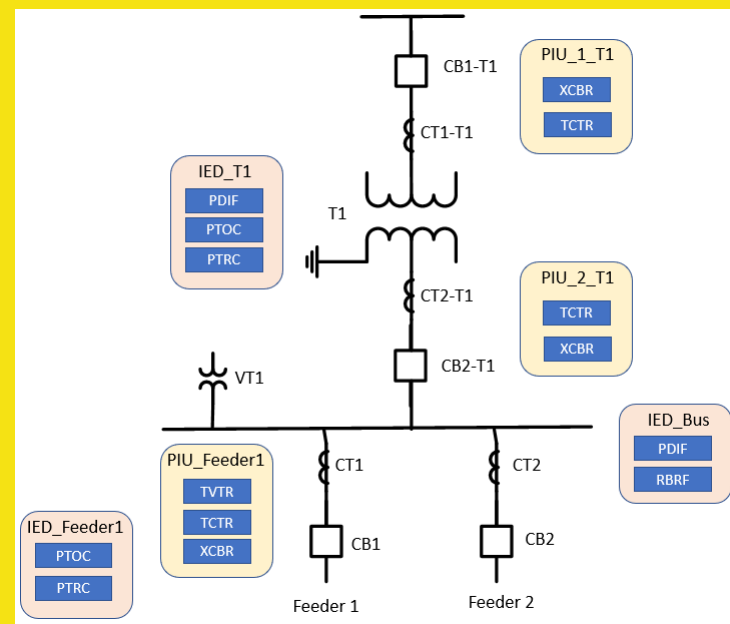 CB1-T1
PIU_1_T1
XCBR
TCTR
CT1-T1
IED_T1
PDIF
PTOC
PTRC
T1
CT2-T1
PIU_2_T1
TCTR
XCBR
CB2-T1
VT1
IED_Bus
PDIF
RBRF
PIU_Feeder1
TVTR
TCTR
XCBR
CT1
CT2
IED_Feeder1
PTOC
PTRC
CB1
CB2
Feeder 1
Feeder 2